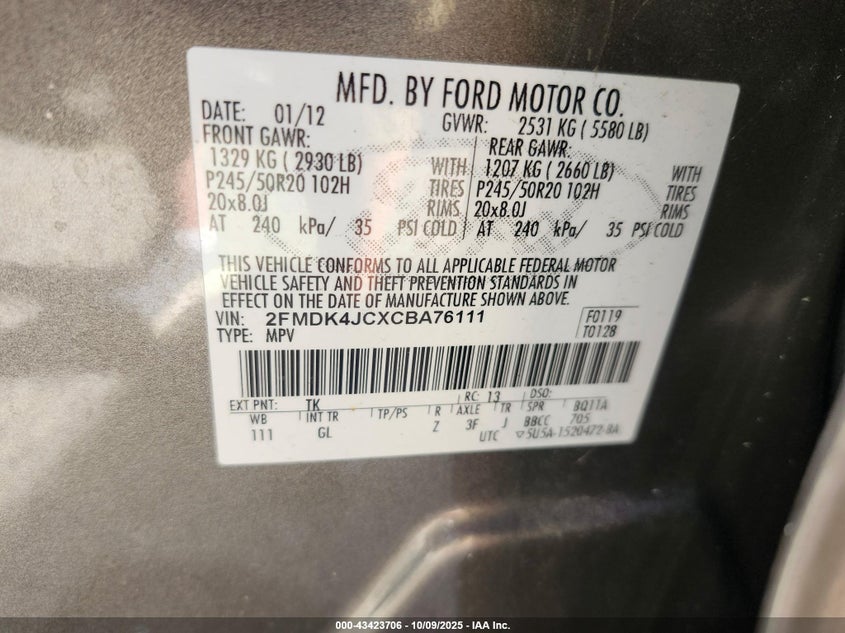 MFD. BY FORD MOTOR CO.
DATE: 01/12 GVWR: 2531 KG ( 5580 LB)
FRONT GAWR: REAR GAWR:
1329 KG ( 2930 LB) WITH 1207 KG ( 2660 LB) WITH
P245/50R20 102H TIRES P245/50R20 102H TIRES
20x8.0J RIMS 20x8.0J RIMS
AT 240 kPa/ 35 PSI COLD AT 240 kPa/ 35 PSI COLD
THIS VEHICLE CONFORMS TO ALL APPLICABLE FEDERAL MOTOR
VEHICLE SAFETY AND THEFT PREVENTION STANDARDS IN
EFFECT ON THE DATE OF MANUFACTURE SHOWN ABOVE.
VIN: 2FMDK4JCXCBA76111 F0119
TYPE: MPV T0128
EXT PNT: TK RC: 13 DSO:
WB INT TR TP/PS R AXLE TR SPR BQ11A
111 GL Z 3F J BBCC 705
UTC ▽5U5A-1520472-BA
000-43423706 - 10/09/2025 - IAA Inc.